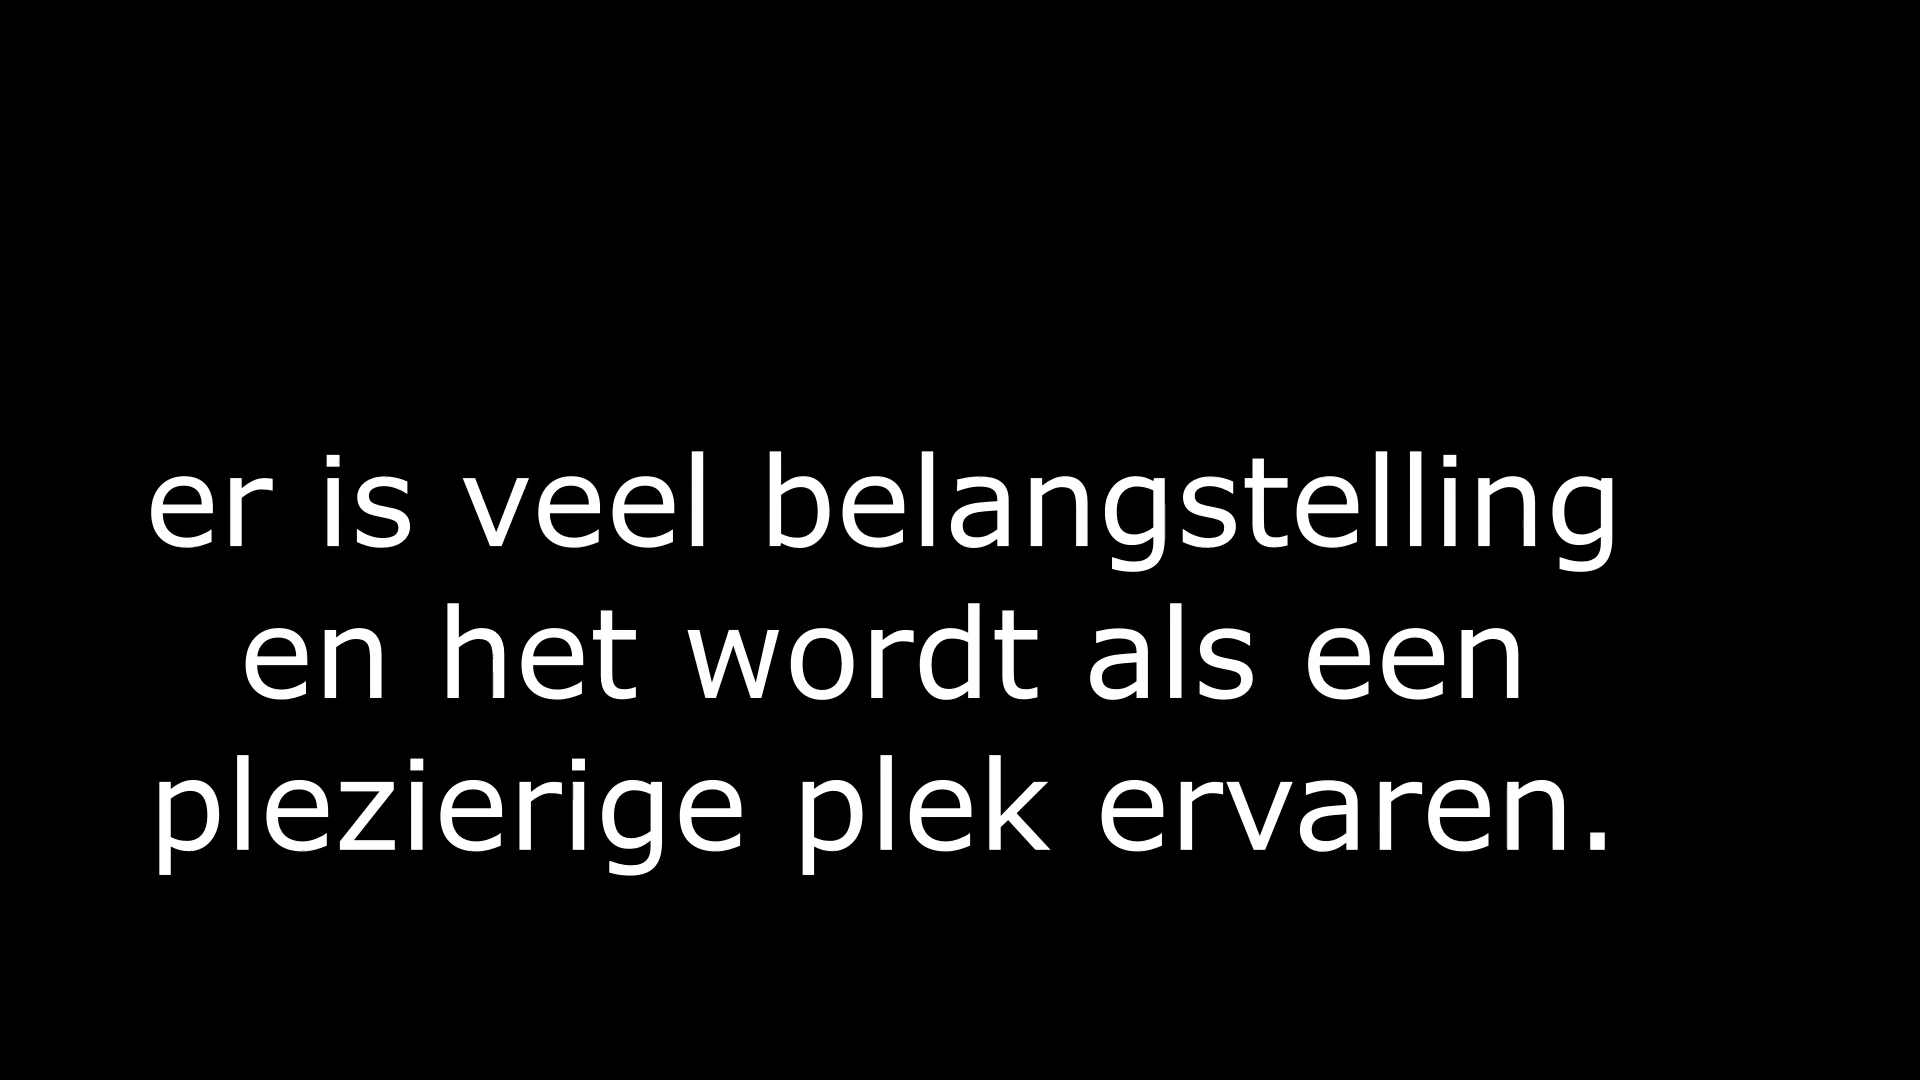 er is veel belangstelling
en het wordt als een
plezierige plek ervaren.